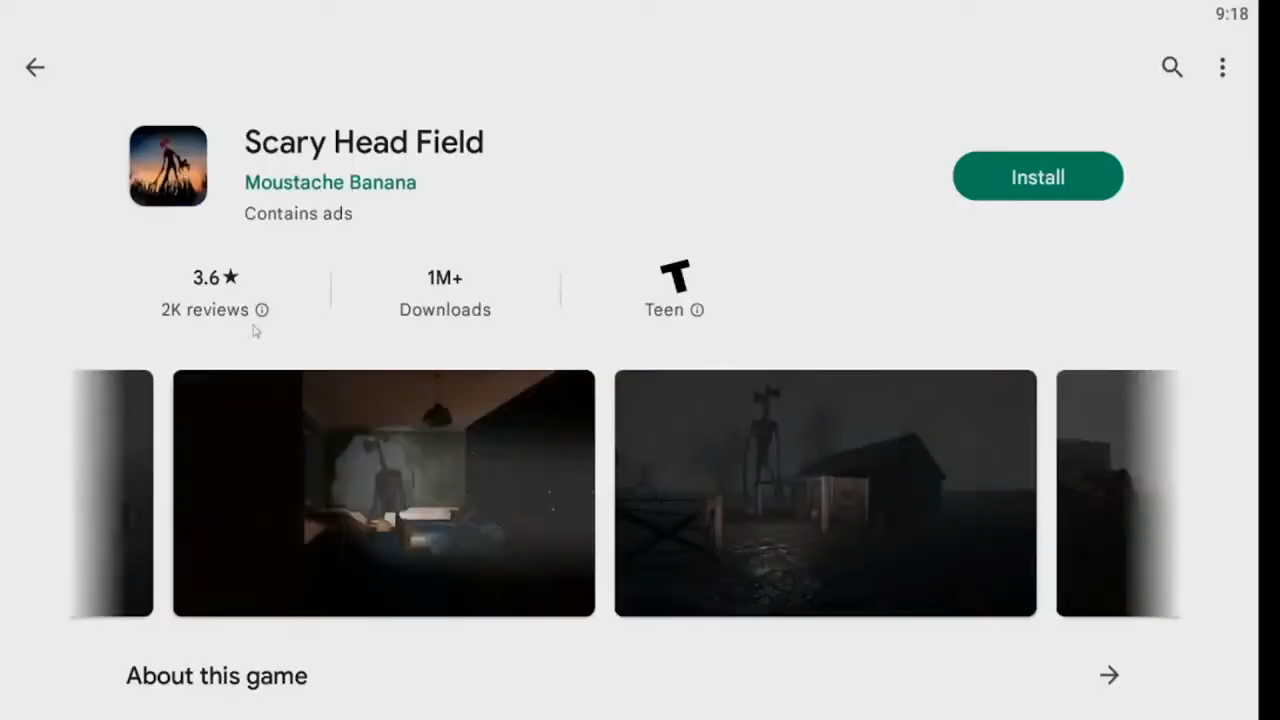 9:18
Scary Head Field
Moustache Banana
Contains ads
Install
3.6★
2K reviews
1M+
Downloads
T
Teen
About this game